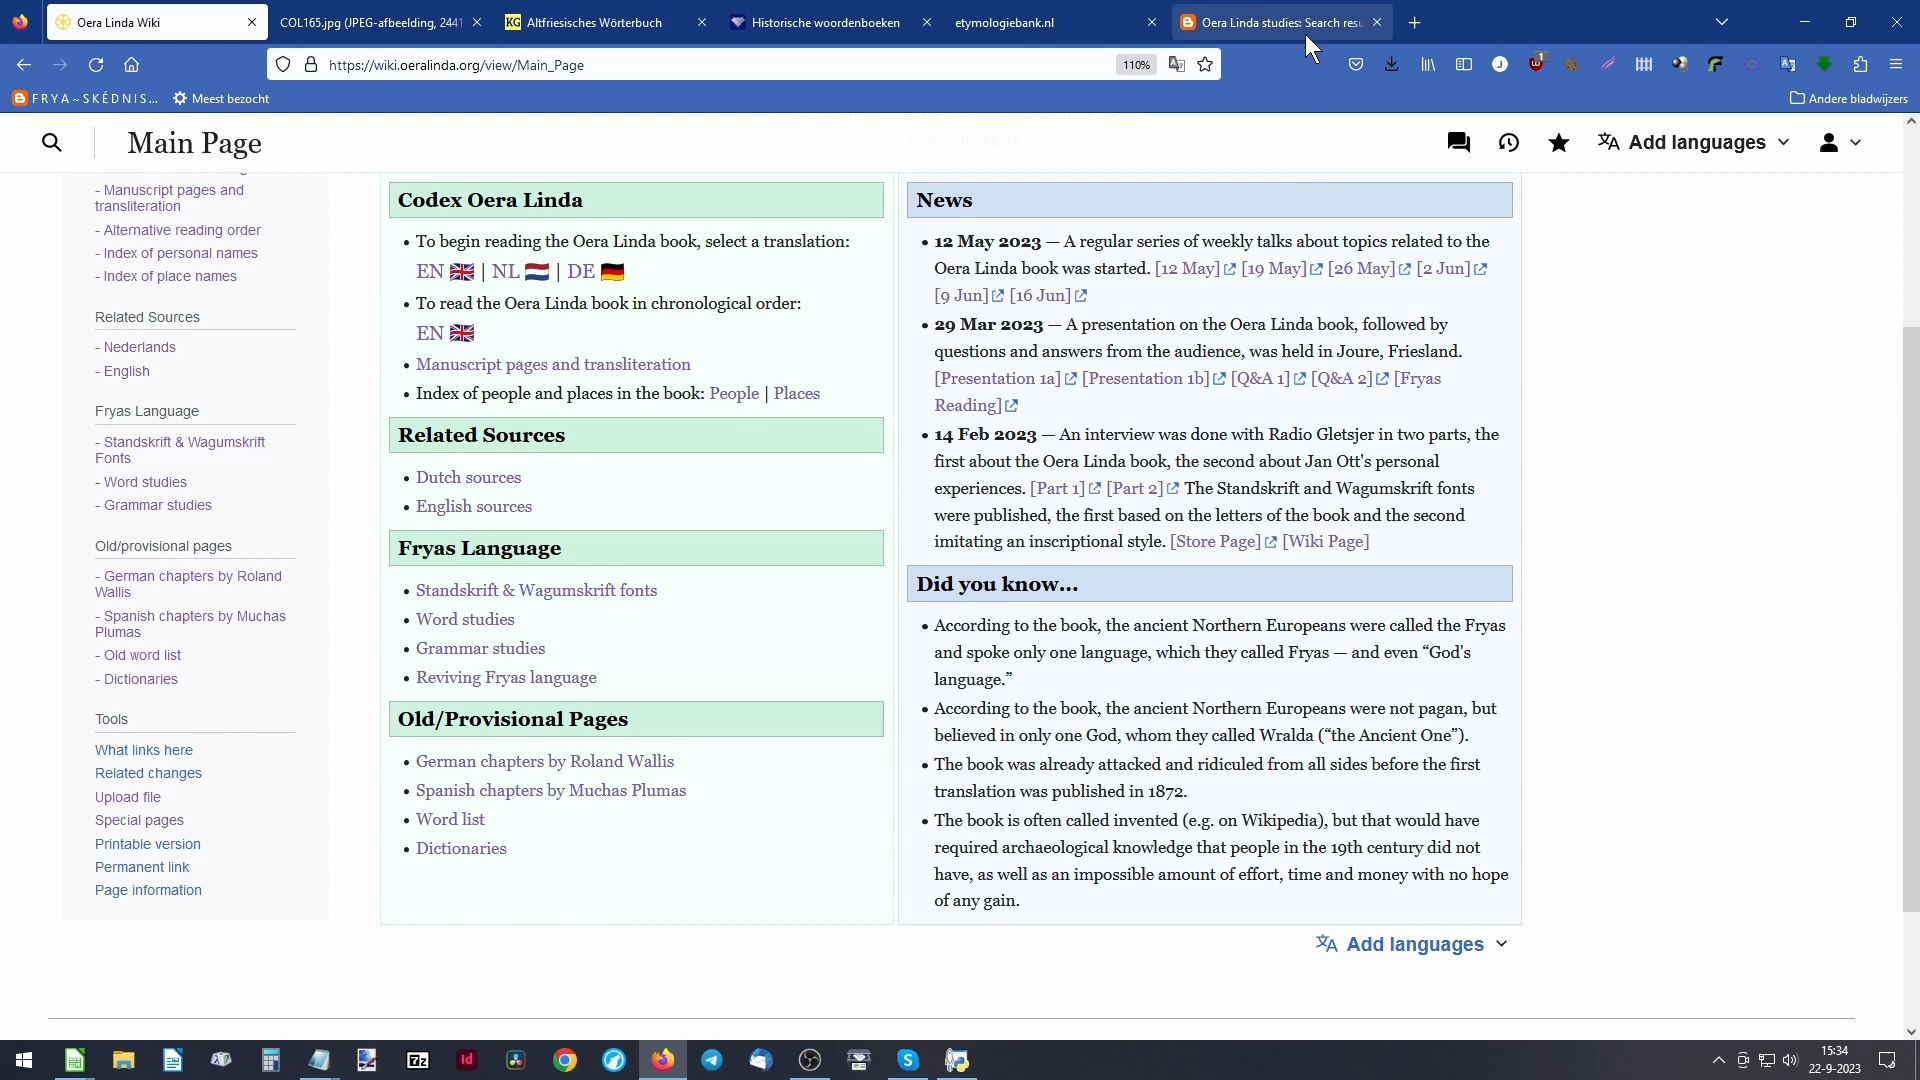 Oera Linda Wiki
COL165.jpg (JPEG-afbeelding, 2441
KG Altfriesisches Wörterbuch
Historische woordenboeken
etymologiebank.nl
Oera Linda studies: Search resu
https://wiki.oeralinda.org/view/Main_Page
110%
FRYA~SKÉDNIS...
Meest bezocht
Andere bladwijzers
Main Page
Add languages
- Manuscript pages and
transliteration
- Alternative reading order
- Index of personal names
- Index of place names
Related Sources
- Nederlands
- English
Fryas Language
- Standskrift & Wagumskrift
Fonts
- Word studies
- Grammar studies
Old/provisional pages
- German chapters by Roland
Wallis
- Spanish chapters by Muchas
Plumas
- Old word list
- Dictionaries
Tools
What links here
Related changes
Upload file
Special pages
Printable version
Permanent link
Page information
Codex Oera Linda
• To begin reading the Oera Linda book, select a translation:
EN 🇬🇧 | NL 🇳🇱 | DE 🇩🇪
• To read the Oera Linda book in chronological order:
EN 🇬🇧
• Manuscript pages and transliteration
• Index of people and places in the book: People | Places
Related Sources
• Dutch sources
• English sources
Fryas Language
• Standskrift & Wagumskrift fonts
• Word studies
• Grammar studies
• Reviving Fryas language
Old/Provisional Pages
• German chapters by Roland Wallis
• Spanish chapters by Muchas Plumas
• Word list
• Dictionaries
News
• 12 May 2023 — A regular series of weekly talks about topics related to the
Oera Linda book was started. [12 May] [19 May] [26 May] [2 Jun]
[9 Jun] [16 Jun]
• 29 Mar 2023 — A presentation on the Oera Linda book, followed by
questions and answers from the audience, was held in Joure, Friesland.
[Presentation 1a] [Presentation 1b] [Q&A 1] [Q&A 2] [Fryas
Reading]
• 14 Feb 2023 — An interview was done with Radio Gletsjer in two parts, the
first about the Oera Linda book, the second about Jan Ott's personal
experiences. [Part 1] [Part 2] The Standskrift and Wagumskrift fonts
were published, the first based on the letters of the book and the second
imitating an inscriptional style. [Store Page] [Wiki Page]
Did you know...
• According to the book, the ancient Northern Europeans were called the Fryas
and spoke only one language, which they called Fryas — and even “God's
language.”
• According to the book, the ancient Northern Europeans were not pagan, but
believed in only one God, whom they called Wralda (“the Ancient One”).
• The book was already attacked and ridiculed from all sides before the first
translation was published in 1872.
• The book is often called invented (e.g. on Wikipedia), but that would have
required archaeological knowledge that people in the 19th century did not
have, as well as an impossible amount of effort, time and money with no hope
of any gain.
Add languages
7z
Id
15:34
22-9-2023